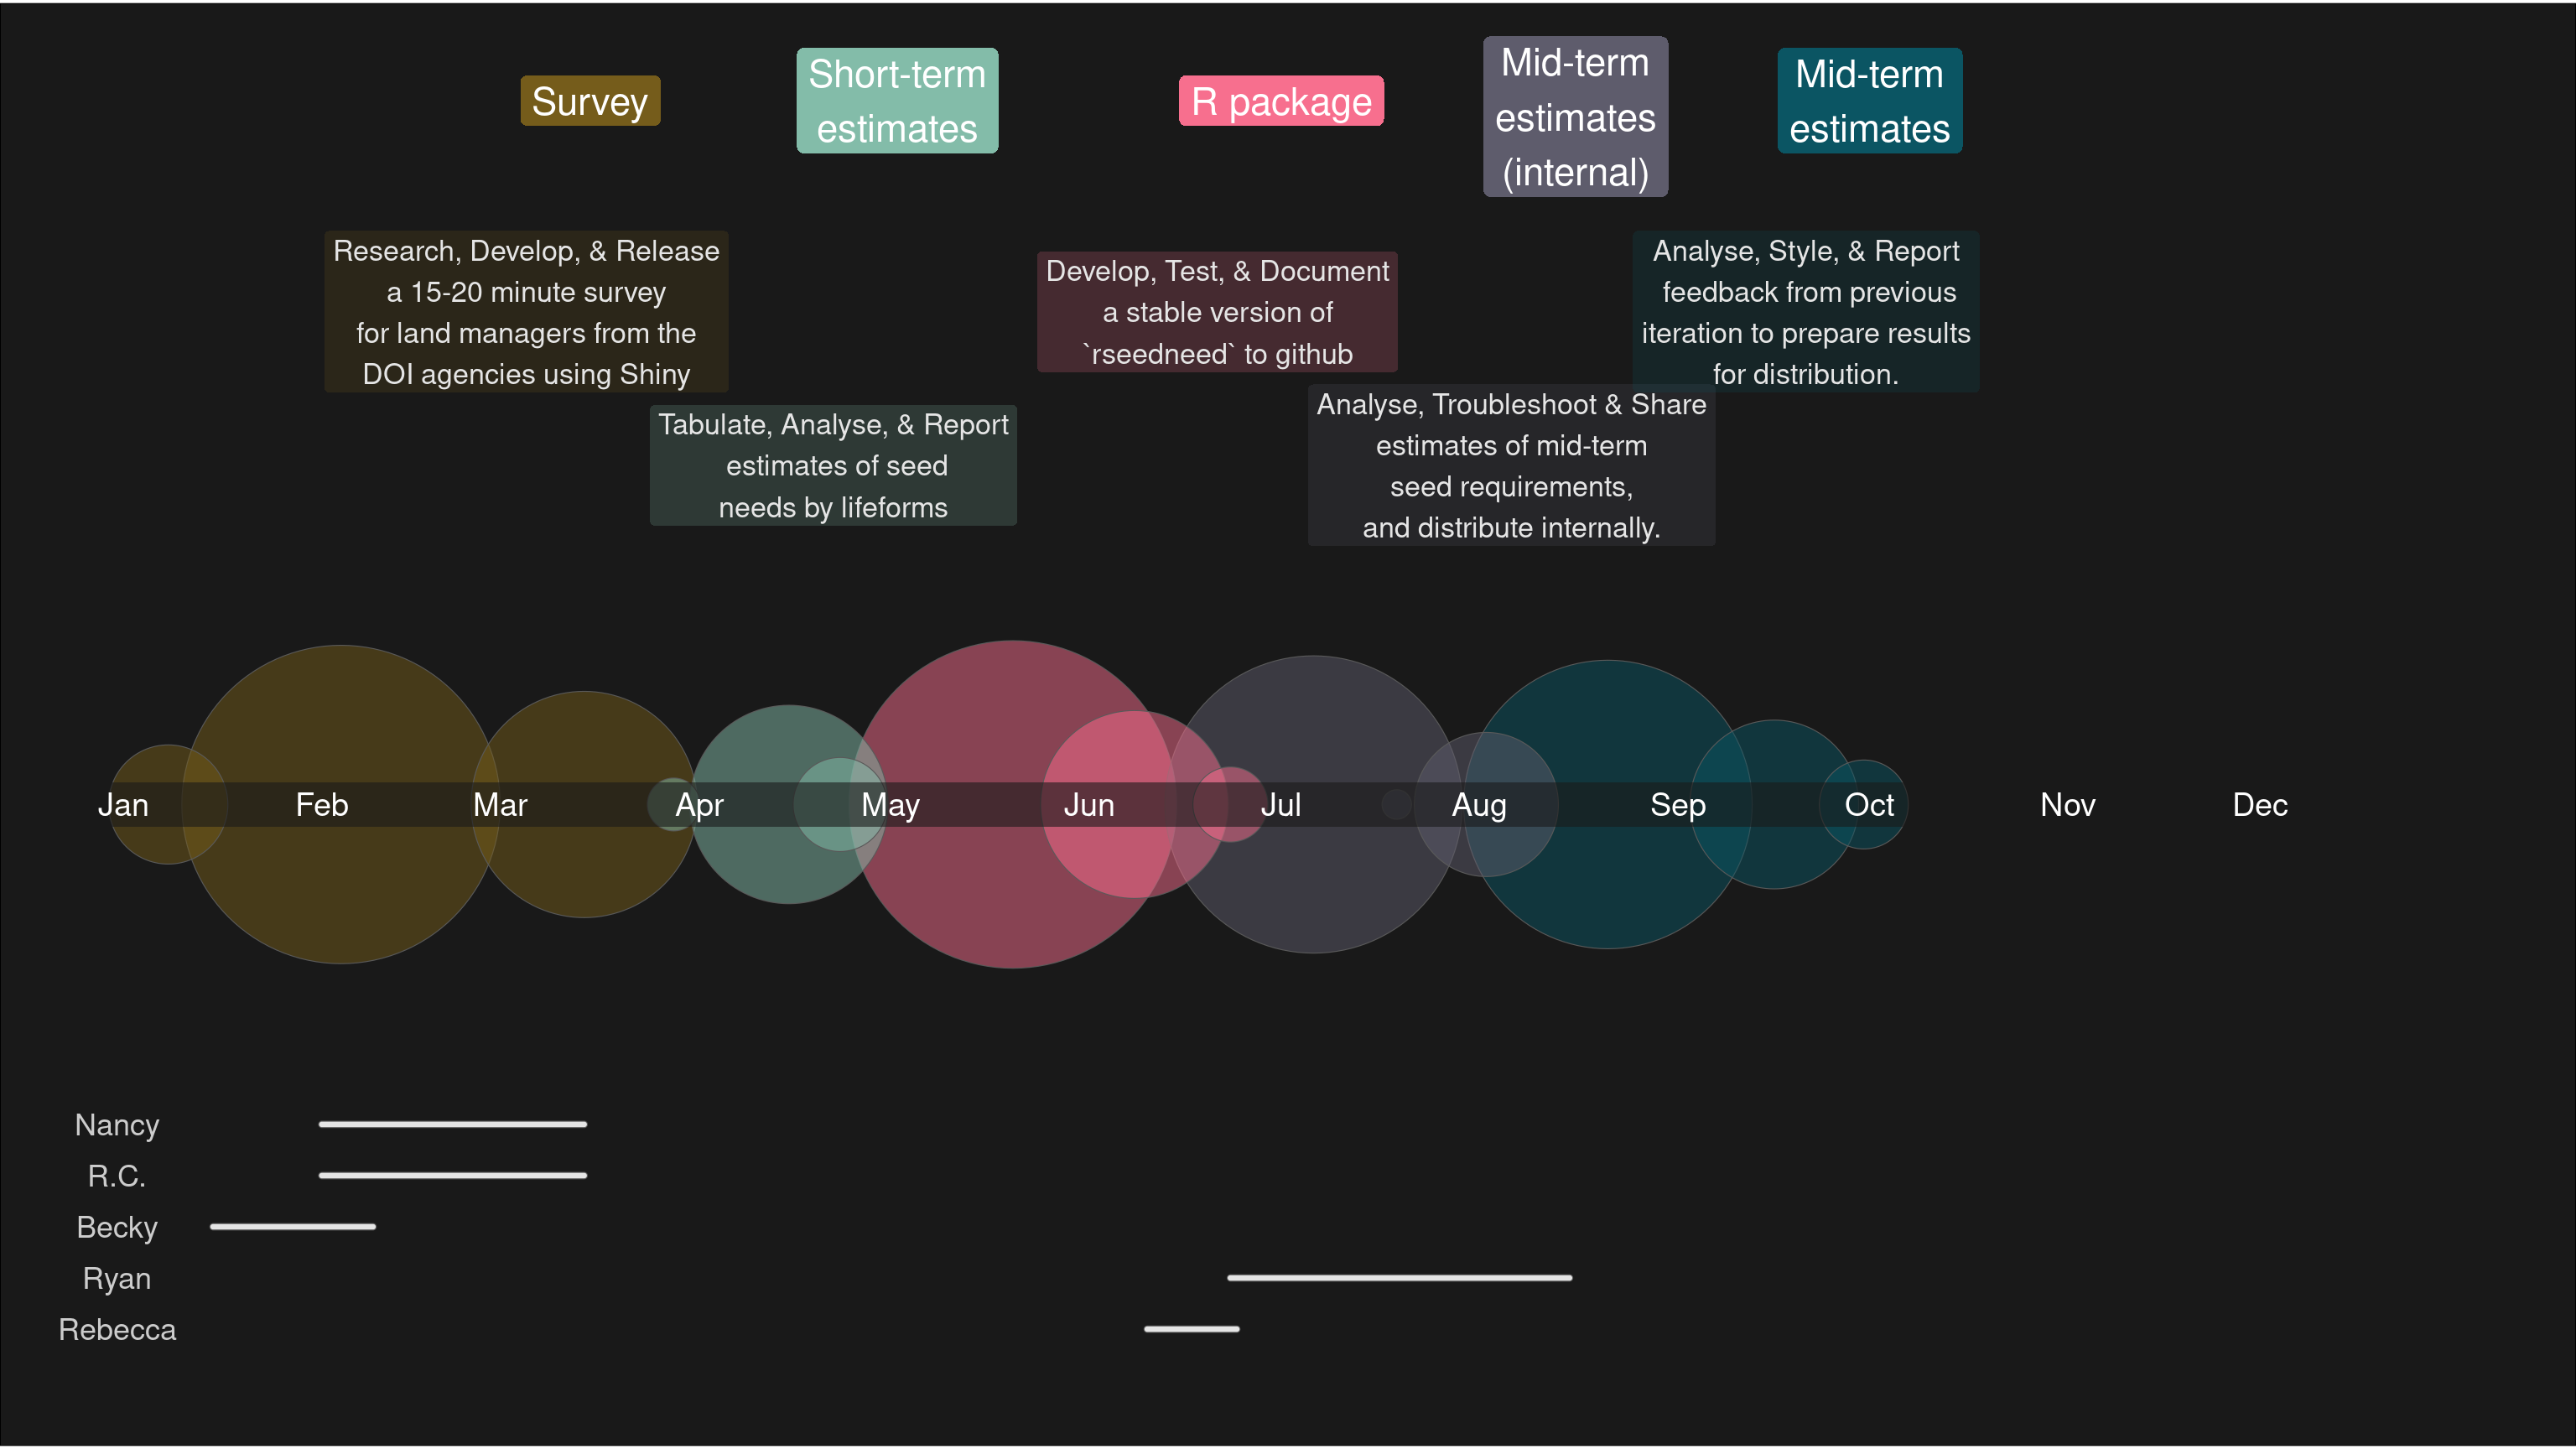 Survey
Short-term
estimates
R package
Mid-term
estimates
(internal)
Mid-term
estimates
Research, Develop, & Release
a 15-20 minute survey
for land managers from the
DOI agencies using Shiny
Tabulate, Analyse, & Report
estimates of seed
needs by lifeforms
Develop, Test, & Document
a stable version of
`rseedneed` to github
Analyse, Troubleshoot & Share
estimates of mid-term
seed requirements,
and distribute internally.
Analyse, Style, & Report
feedback from previous
iteration to prepare results
for distribution.
Jan Feb Mar Apr May Jun Jul Aug Sep Oct Nov Dec
Nancy
R.C.
Becky
Ryan
Rebecca